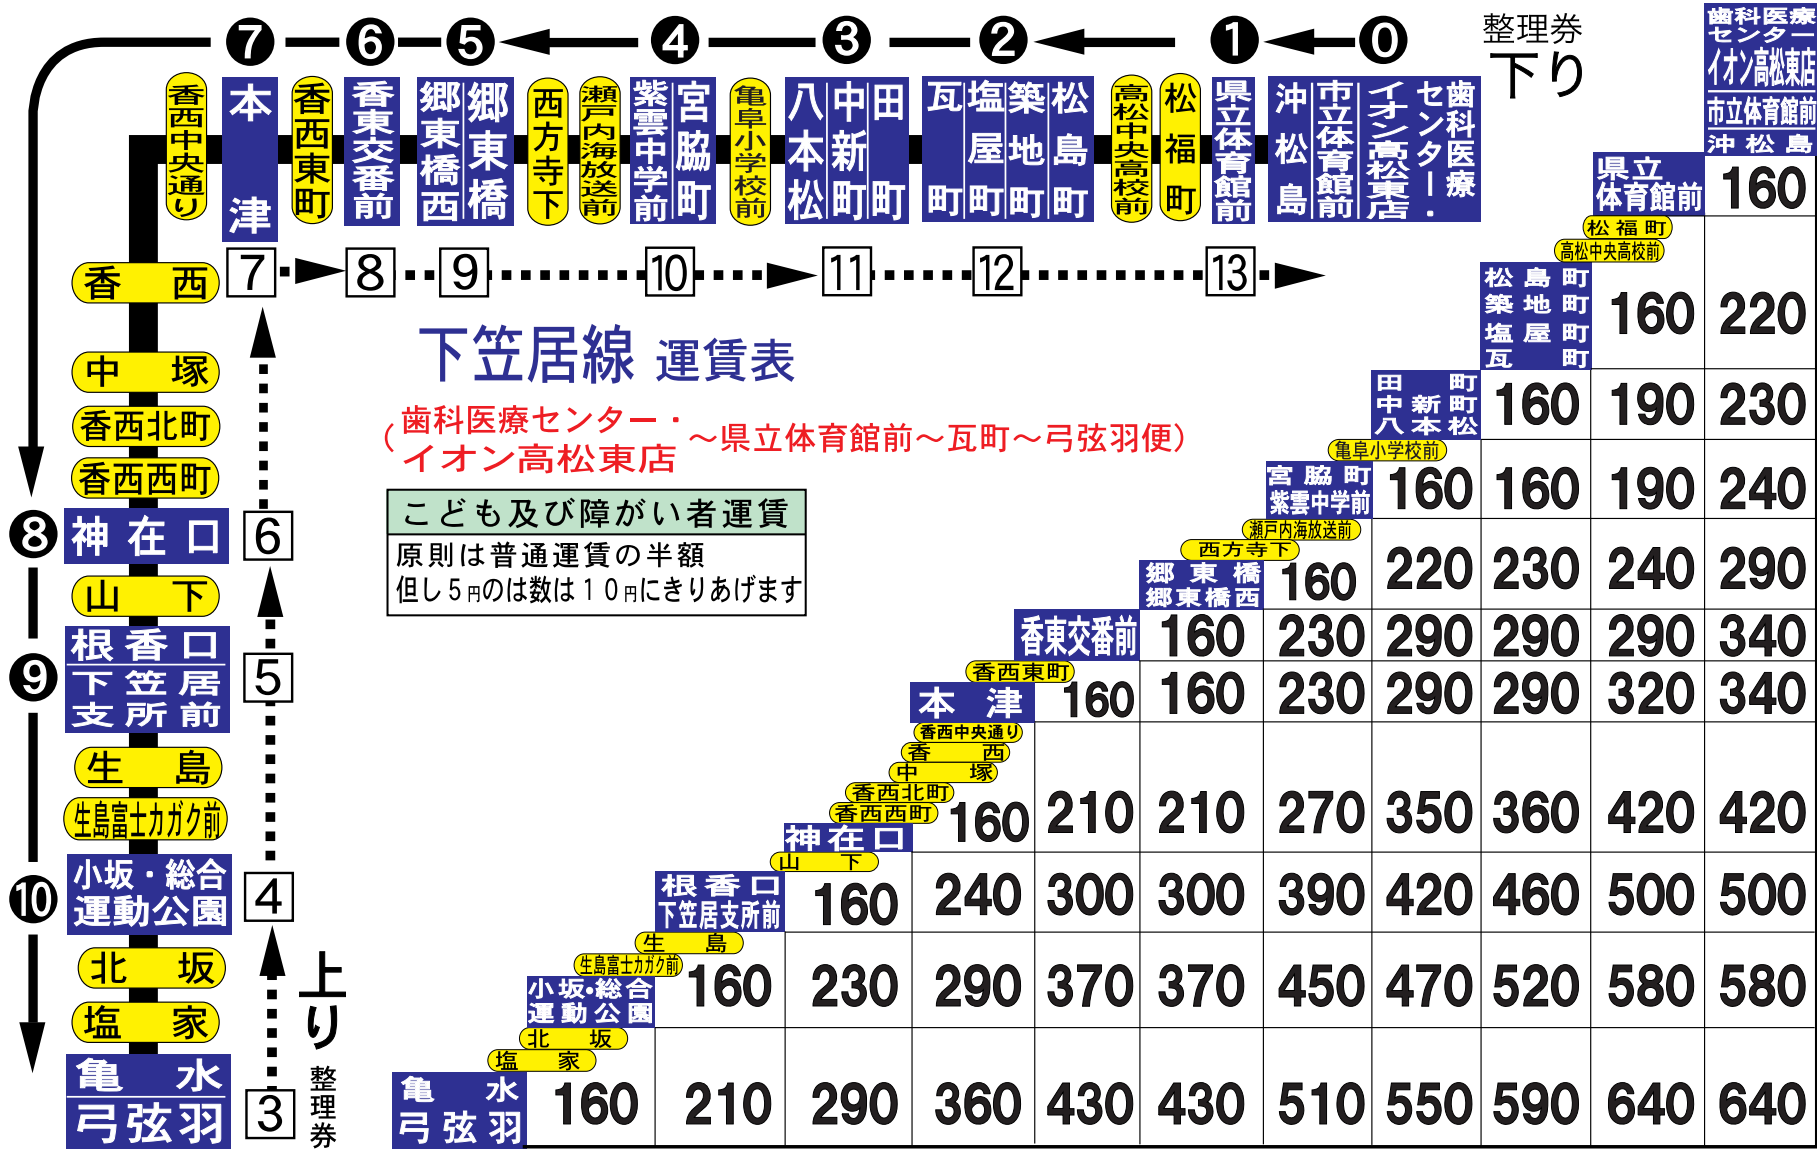 ❼ ❻ ❺ ❹ ❸ ❷ ❶ ⓿
整理券
下り
香西中央通り
本津
香西東町
香東交番前
郷東橋西
郷東橋
西方寺下
瀬戸内海放送前
紫雲中学前
宮脇町
亀阜小学校前
八本松
中新町
田町
瓦町
塩屋町
築地町
松島町
高松中央高校前
松福町
県立体育館前
沖松島
市立体育館前
イオン高松東店
歯科医療センター・
7 8 9 10 11 12 13
香西
中塚
香西北町
香西西町
❽
神在口
6
山下
❾
根香口
下笠居
支所前
5
生島
生島富士カガク前
❿
小坂・総合
運動公園
4
北坂
塩家
亀水
弓弦羽
3
上り
整理券
下笠居線 運賃表
(歯科医療センター・
イオン高松東店
~県立体育館前~瓦町~弓弦羽便)
こども及び障がい者運賃
原則は普通運賃の半額
但し5円のは数は10円にきりあげます
歯科医療
センター
イオン高松東店
市立体育館前
沖松島
県立
体育館前
160
松福町
高松中央高校前
松島町
築地町
塩屋町
瓦町
160 220
田町
中新町
八本松
160 190 230
亀阜小学校前
宮脇町
紫雲中学前
160 160 190 240
瀬戸内海放送前
西方寺下
郷東橋
郷東橋西
160 220 230 240 290
香東交番前
160 230 290 290 290 340
香西東町
本津
160 160 230 290 290 320 340
香西中央通り
香西
中塚
香西北町
香西西町
神在口
160 210 210 270 350 360 420 420
山下
根香口
下笠居支所前
160 240 300 300 390 420 460 500 500
生島
生島富士カガク前
小坂・総合
運動公園
160 230 290 370 370 450 470 520 580 580
北坂
塩家
亀水
弓弦羽
160 210 290 360 430 430 510 550 590 640 640